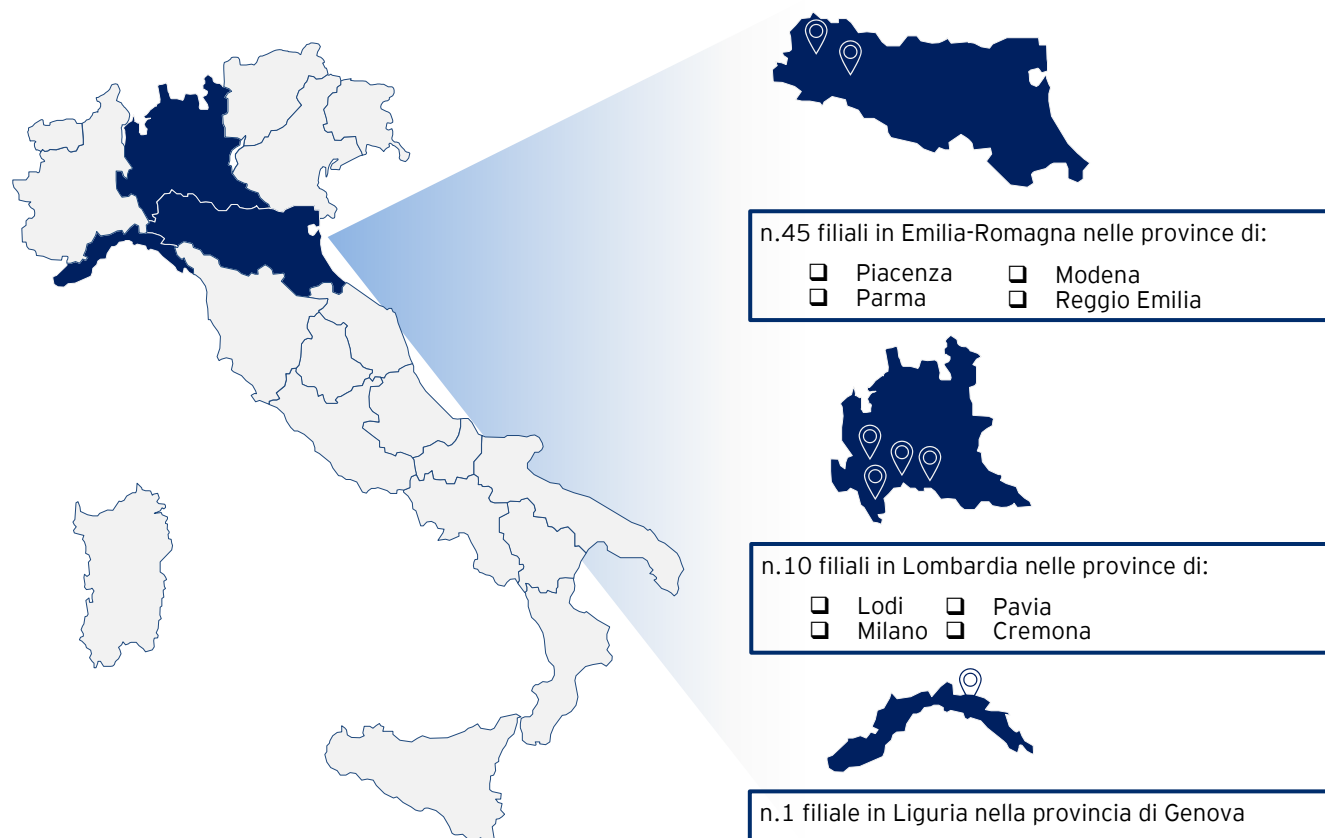 n.45 filiali in Emilia-Romagna nelle province di:
❑ Piacenza ❑ Modena
❑ Parma ❑ Reggio Emilia
n.10 filiali in Lombardia nelle province di:
❑ Lodi ❑ Pavia
❑ Milano ❑ Cremona
n.1 filiale in Liguria nella provincia di Genova